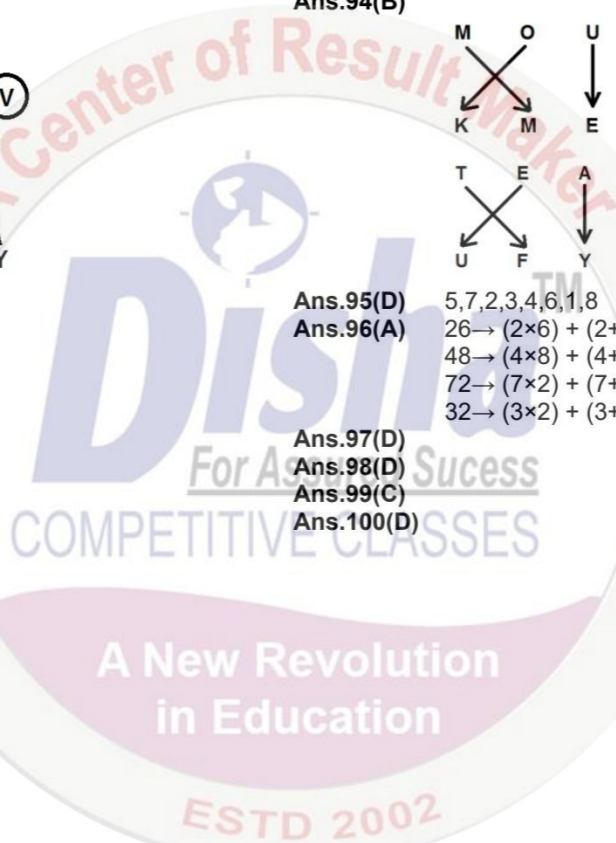 Ans.94(B)
M O U
K M E
T E A
U F Y
V
Y
Ans.95(D) 5,7,2,3,4,6.1,8
Ans.96(A) 26→ (2×6) + (2+
48→ (4×8) + (4+
72→ (7×2) + (7+
32→ (3×2) + (3+
Ans.97(D)
Ans.98(D)
Ans.99(C)
Ans.100(D)
Center of Result Maker
Disha TM
For Assured Sucess
COMPETITIVE CLASSES
A New Revolution
in Education
ESTD 2002